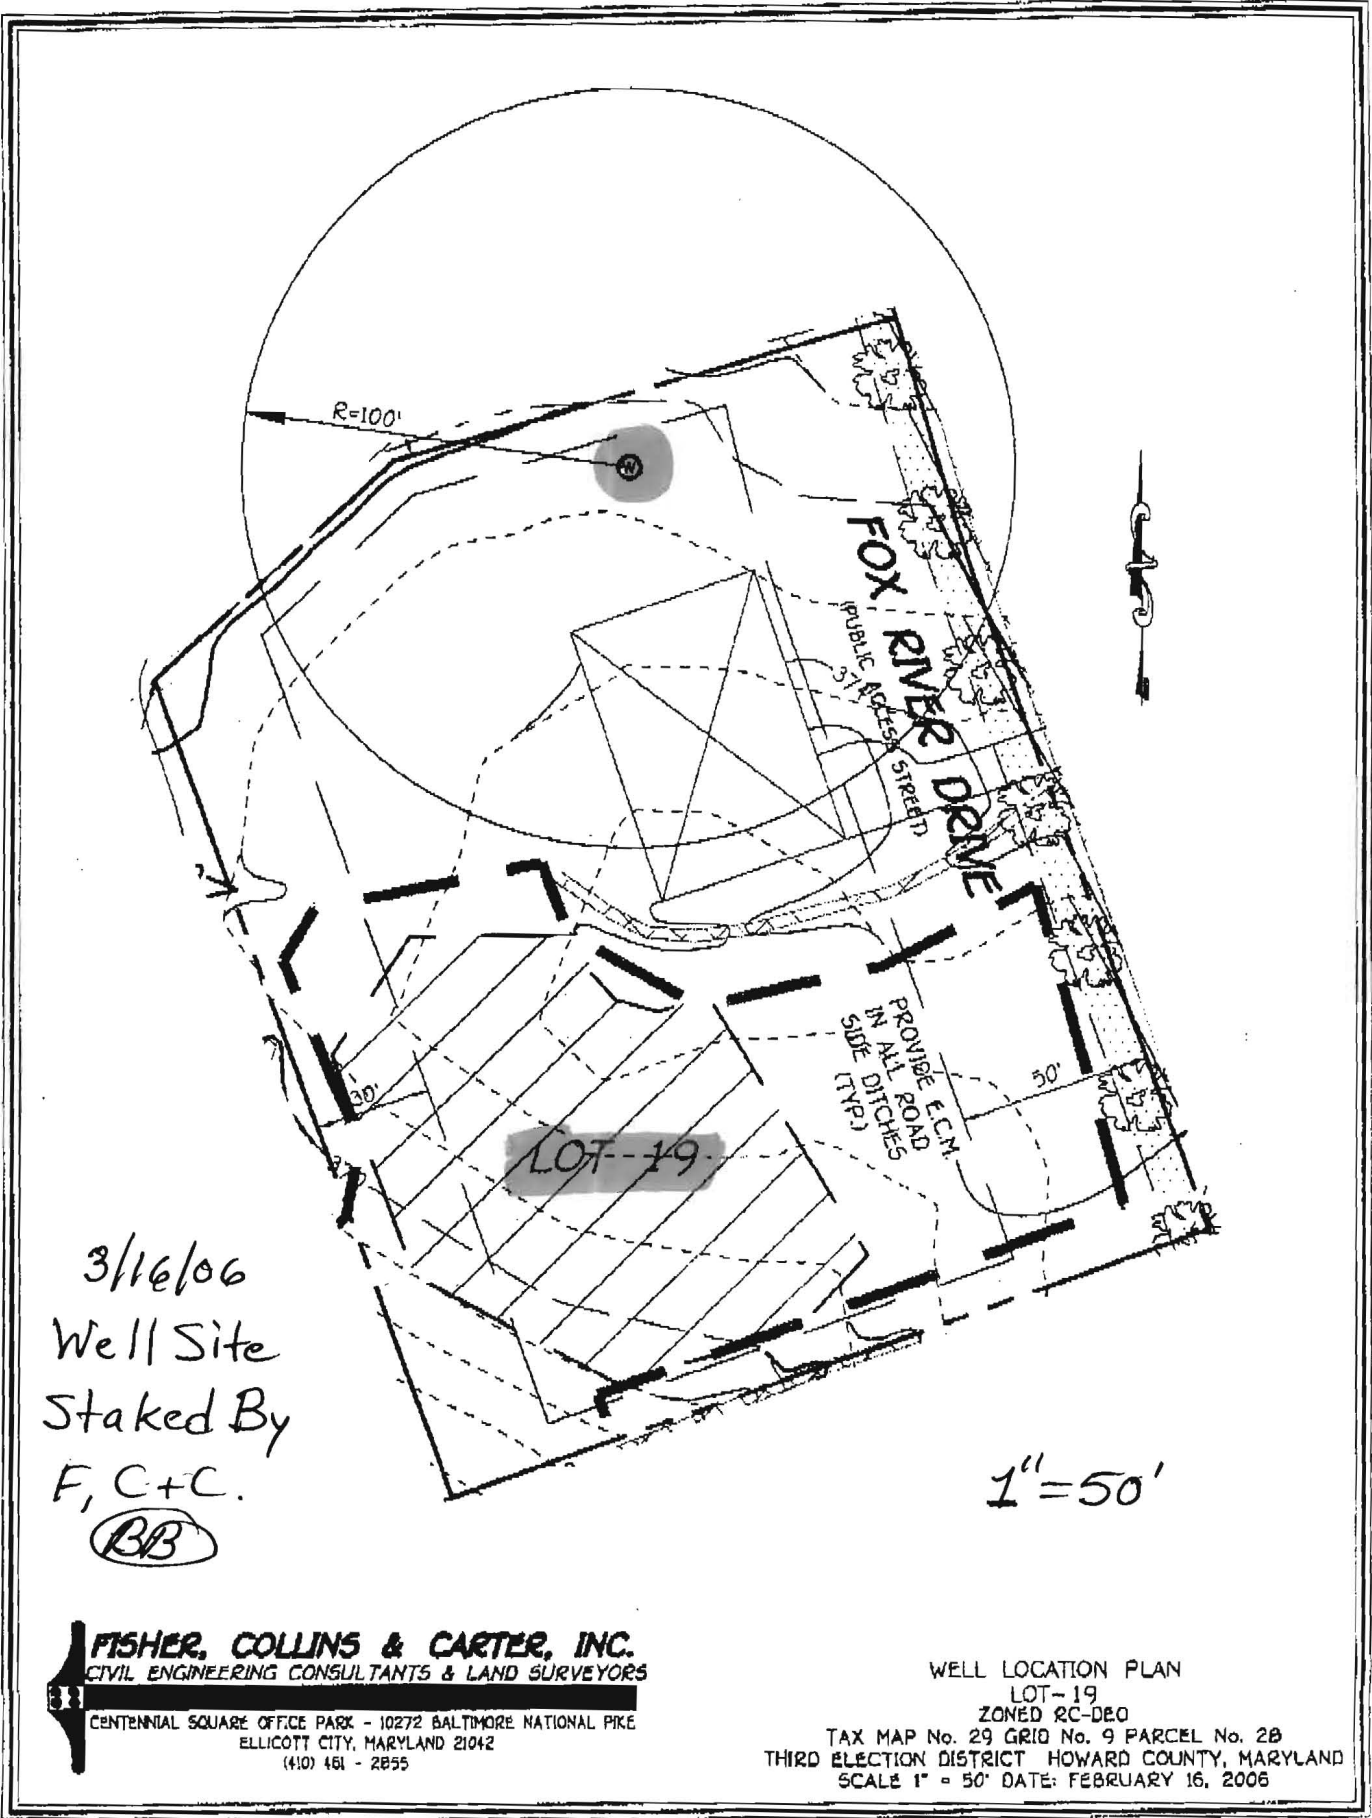 R=100'
W
FOX RIVER DRIVE
(PUBLIC ACCESS STREET)
37'
PROVIDE E.C.M.
IN ALL ROAD
SIDE DITCHES
(TYP.)
50'
30'
LOT-19
3/16/06
Well Site
Staked By
F, C+C.
BB
1"=50'
FISHER, COLLINS & CARTER, INC.
CIVIL ENGINEERING CONSULTANTS & LAND SURVEYORS
CENTENNIAL SQUARE OFFICE PARK - 10272 BALTIMORE NATIONAL PIKE
ELLICOTT CITY, MARYLAND 21042
(410) 461 - 2855
WELL LOCATION PLAN
LOT-19
ZONED RC-DEO
TAX MAP No. 29 GRID No. 9 PARCEL No. 28
THIRD ELECTION DISTRICT HOWARD COUNTY, MARYLAND
SCALE 1" = 50' DATE: FEBRUARY 16, 2006